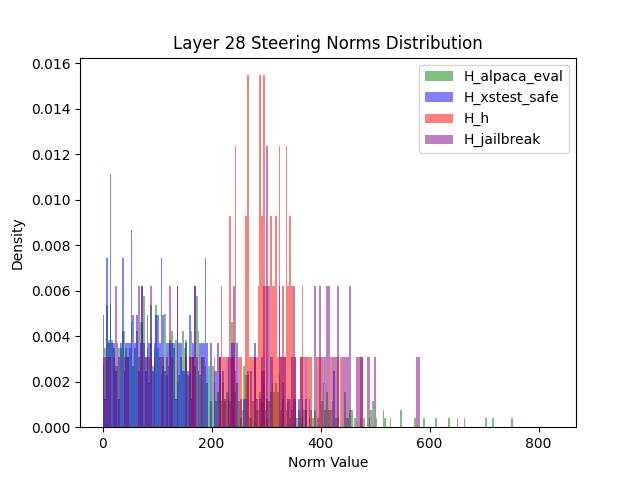 Layer 28 Steering Norms Distribution
0.016
0.014
0.012
0.010
0.008
0.006
0.004
0.002
0.000
Density
H_alpaca_eval
H_xstest_safe
H_h
H_jailbreak
0 200 400 600 800
Norm Value